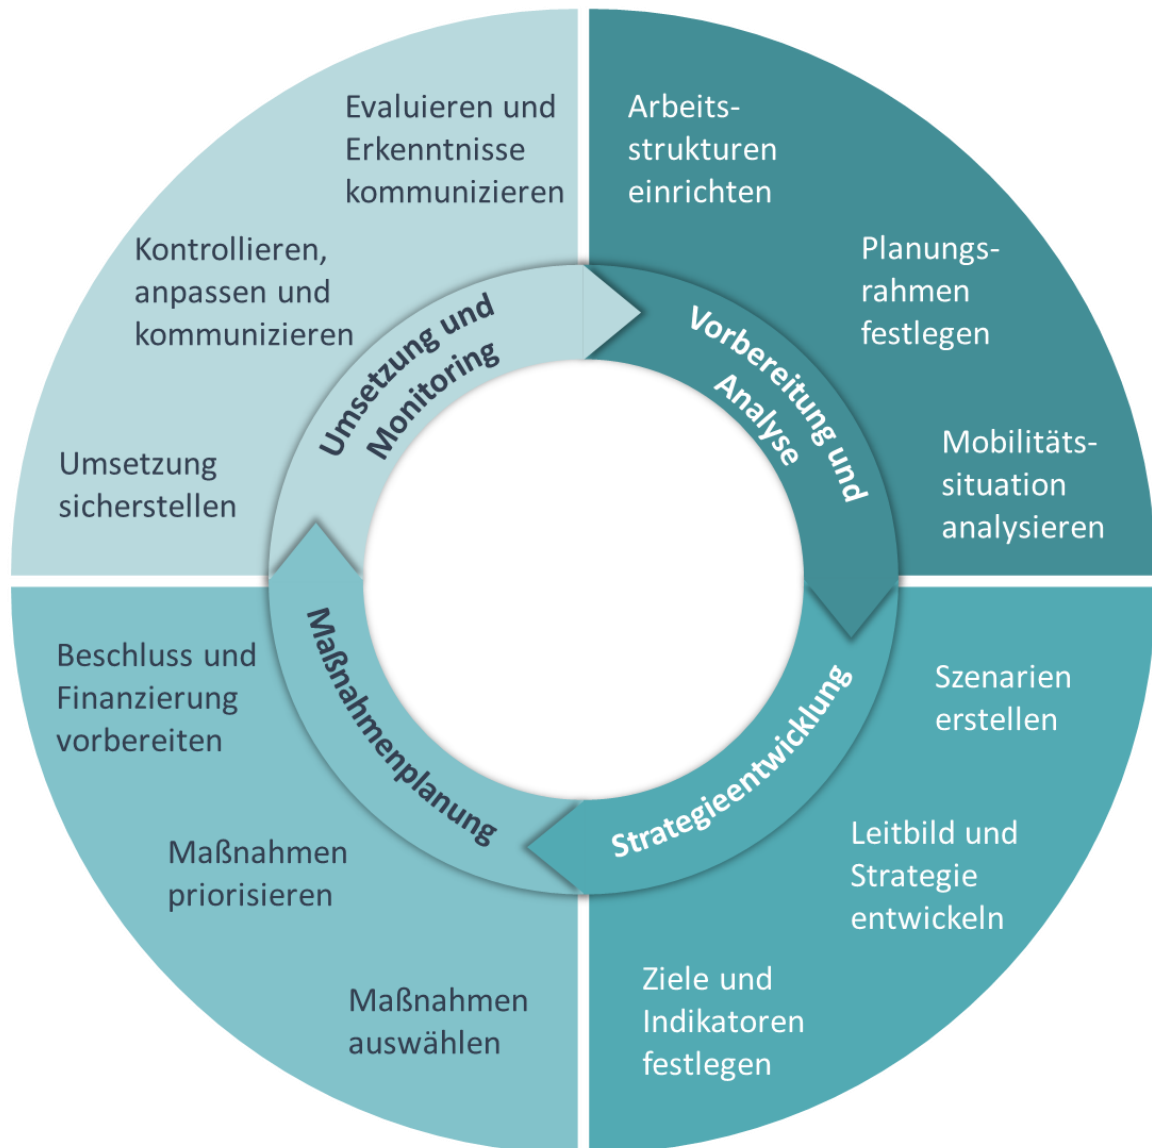 Arbeits-
strukturen
einrichten
Planungs-
rahmen
festlegen
Mobilitäts-
situation
analysieren
Vorbereitung und
Analyse
Szenarien
erstellen
Leitbild und
Strategie
entwickeln
Ziele und
Indikatoren
festlegen
Strategieentwicklung
Maßnahmen
auswählen
Maßnahmen
priorisieren
Beschluss und
Finanzierung
vorbereiten
Maßnahmenplanung
Umsetzung
sicherstellen
Kontrollieren,
anpassen und
kommunizieren
Evaluieren und
Erkenntnisse
kommunizieren
Umsetzung und
Monitoring